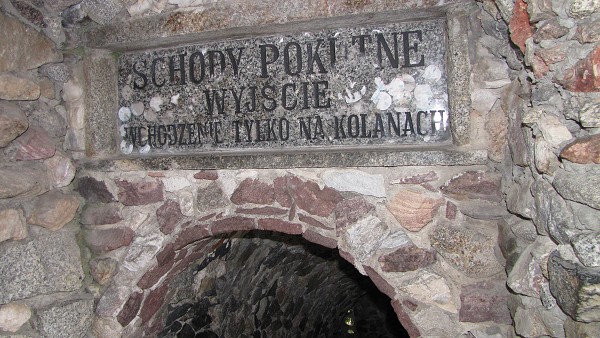 SCHODY POKUTNE
WYJŚCIE
WCHODZENIE TYLKO NA KOLANACH